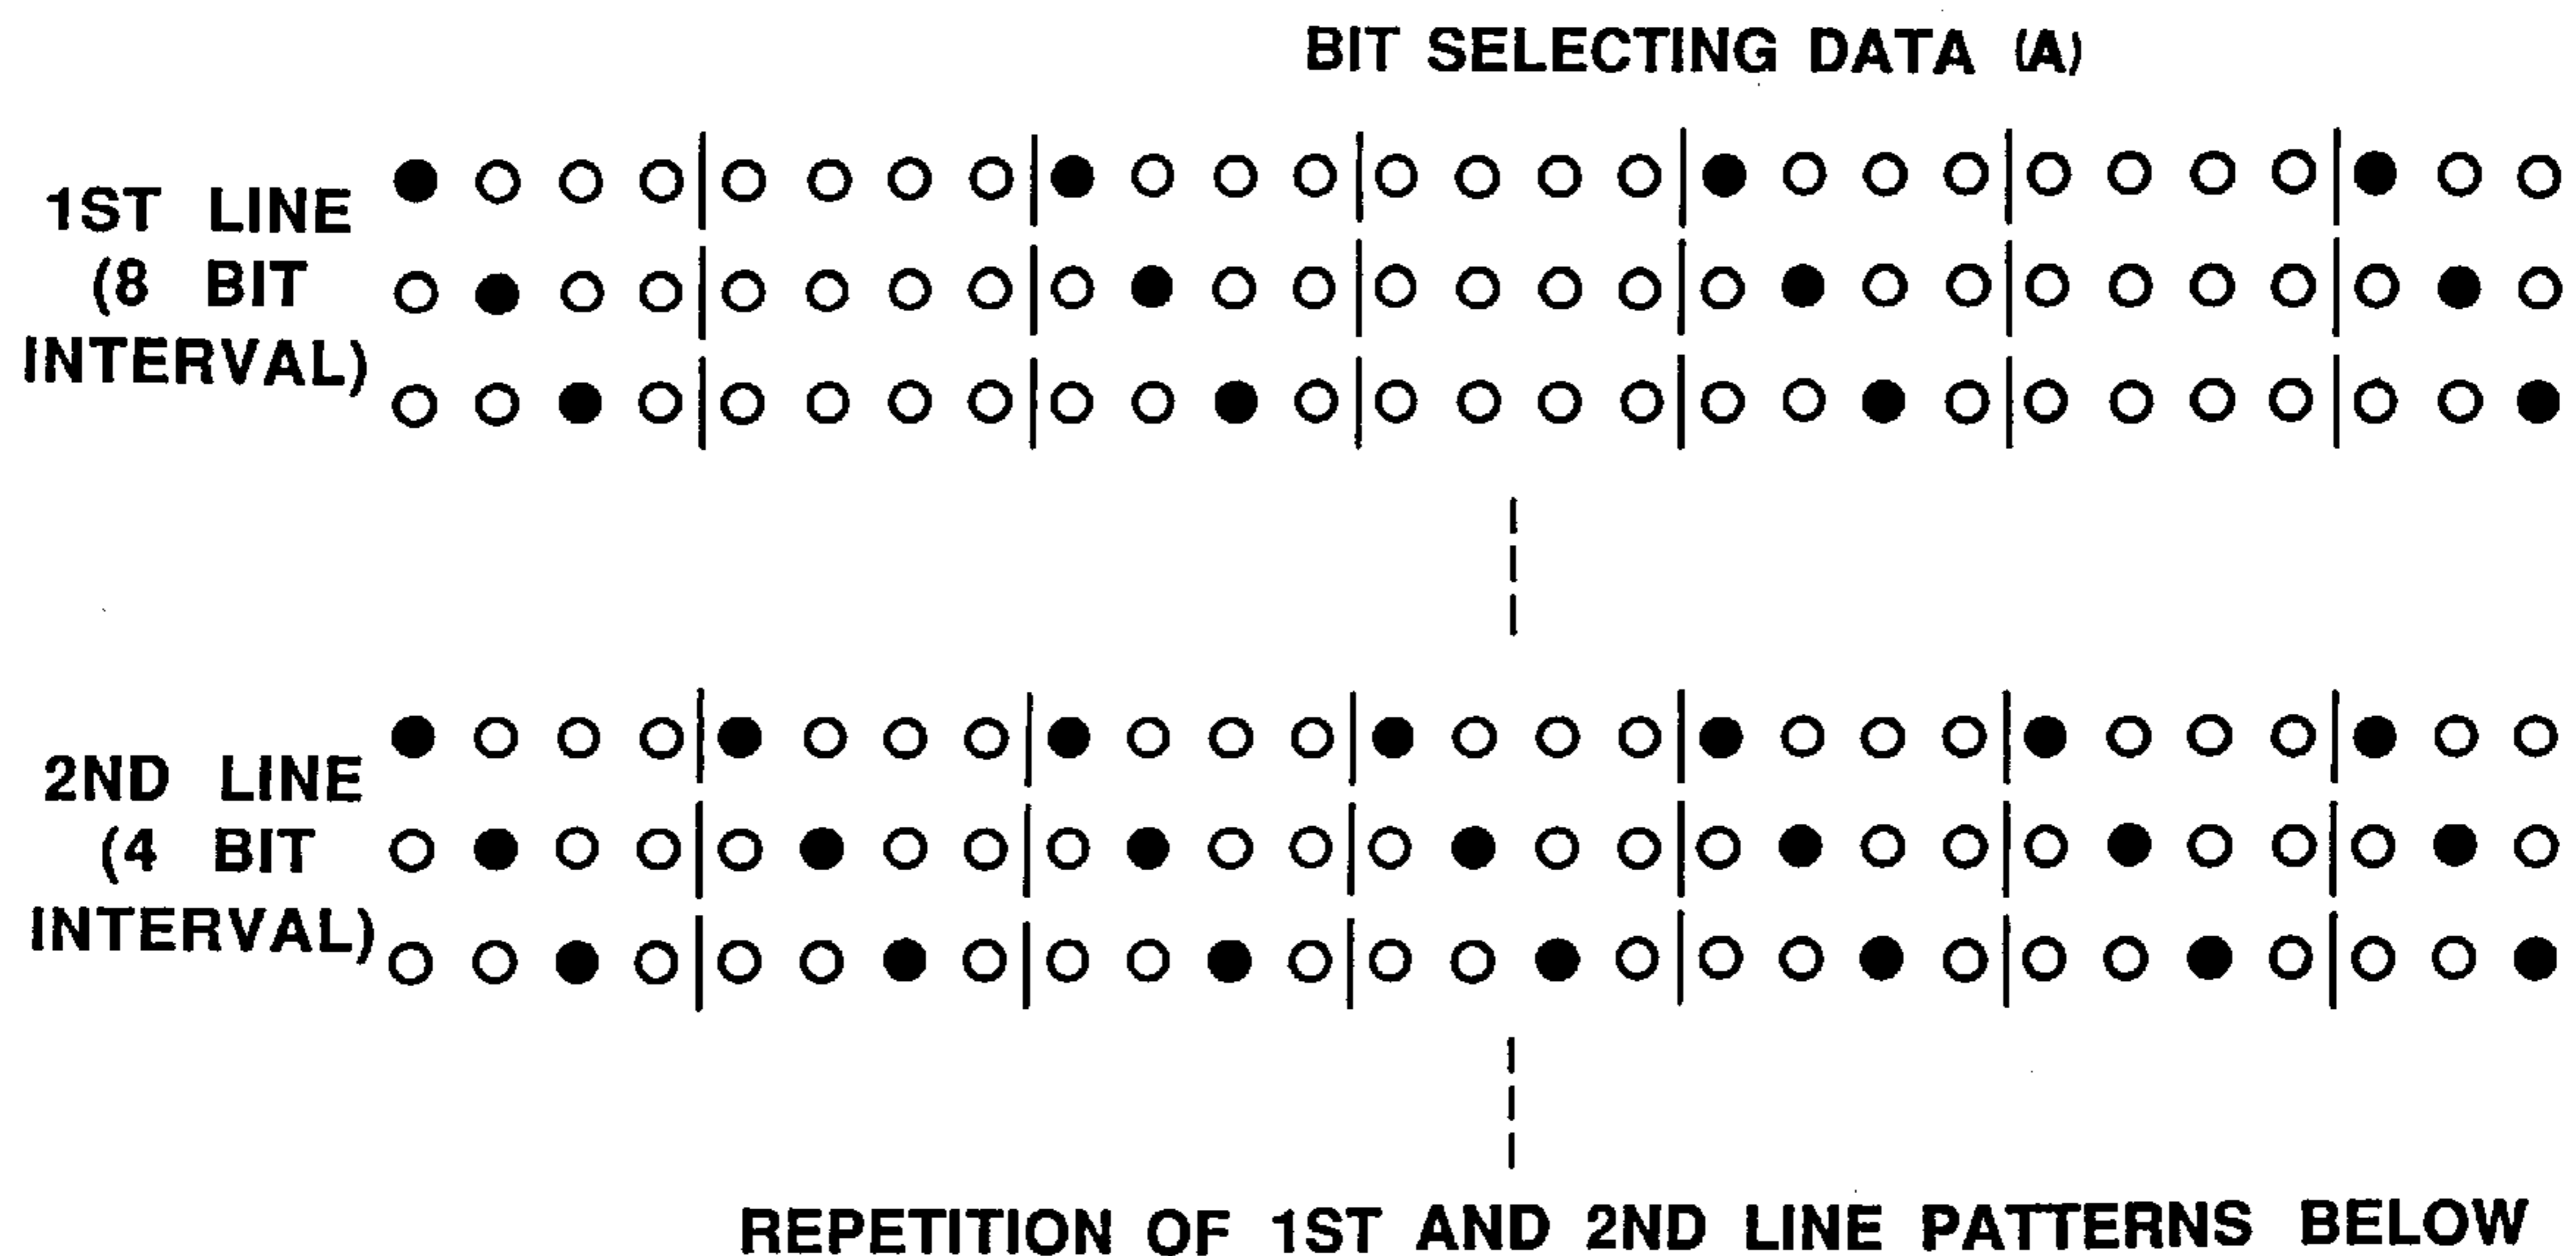 BIT SELECTING DATA (A)
1ST LINE
(8 BIT
INTERVAL)
2ND LINE
(4 BIT
INTERVAL)
REPETITION OF 1ST AND 2ND LINE PATTERNS BELOW